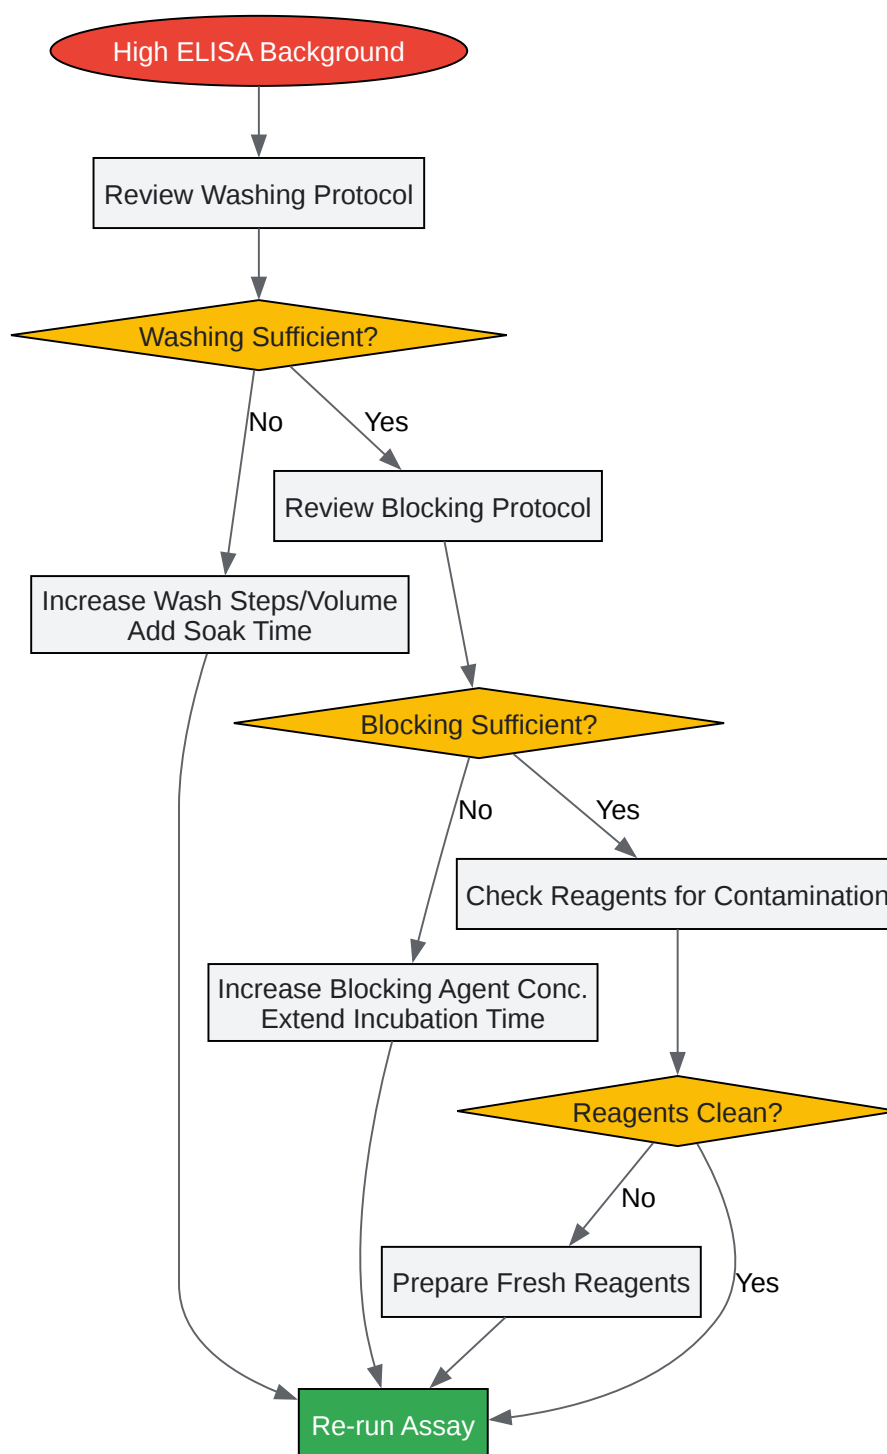 High ELISA Background
Review Washing Protocol
Washing Sufficient?
No
Yes
Review Blocking Protocol
Increase Wash Steps/Volume
Add Soak Time
Blocking Sufficient?
No
Yes
Check Reagents for Contamination
Increase Blocking Agent Conc.
Extend Incubation Time
Reagents Clean?
No
Prepare Fresh Reagents
Yes
Re-run Assay